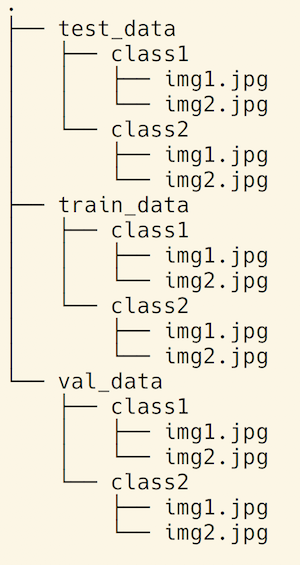 .
├── test_data
│   ├── class1
│   │   ├── img1.jpg
│   │   └── img2.jpg
│   └── class2
│       ├── img1.jpg
│       └── img2.jpg
├── train_data
│   ├── class1
│   │   ├── img1.jpg
│   │   └── img2.jpg
│   └── class2
│       ├── img1.jpg
│       └── img2.jpg
└── val_data
    ├── class1
    │   ├── img1.jpg
    │   └── img2.jpg
    └── class2
        ├── img1.jpg
        └── img2.jpg